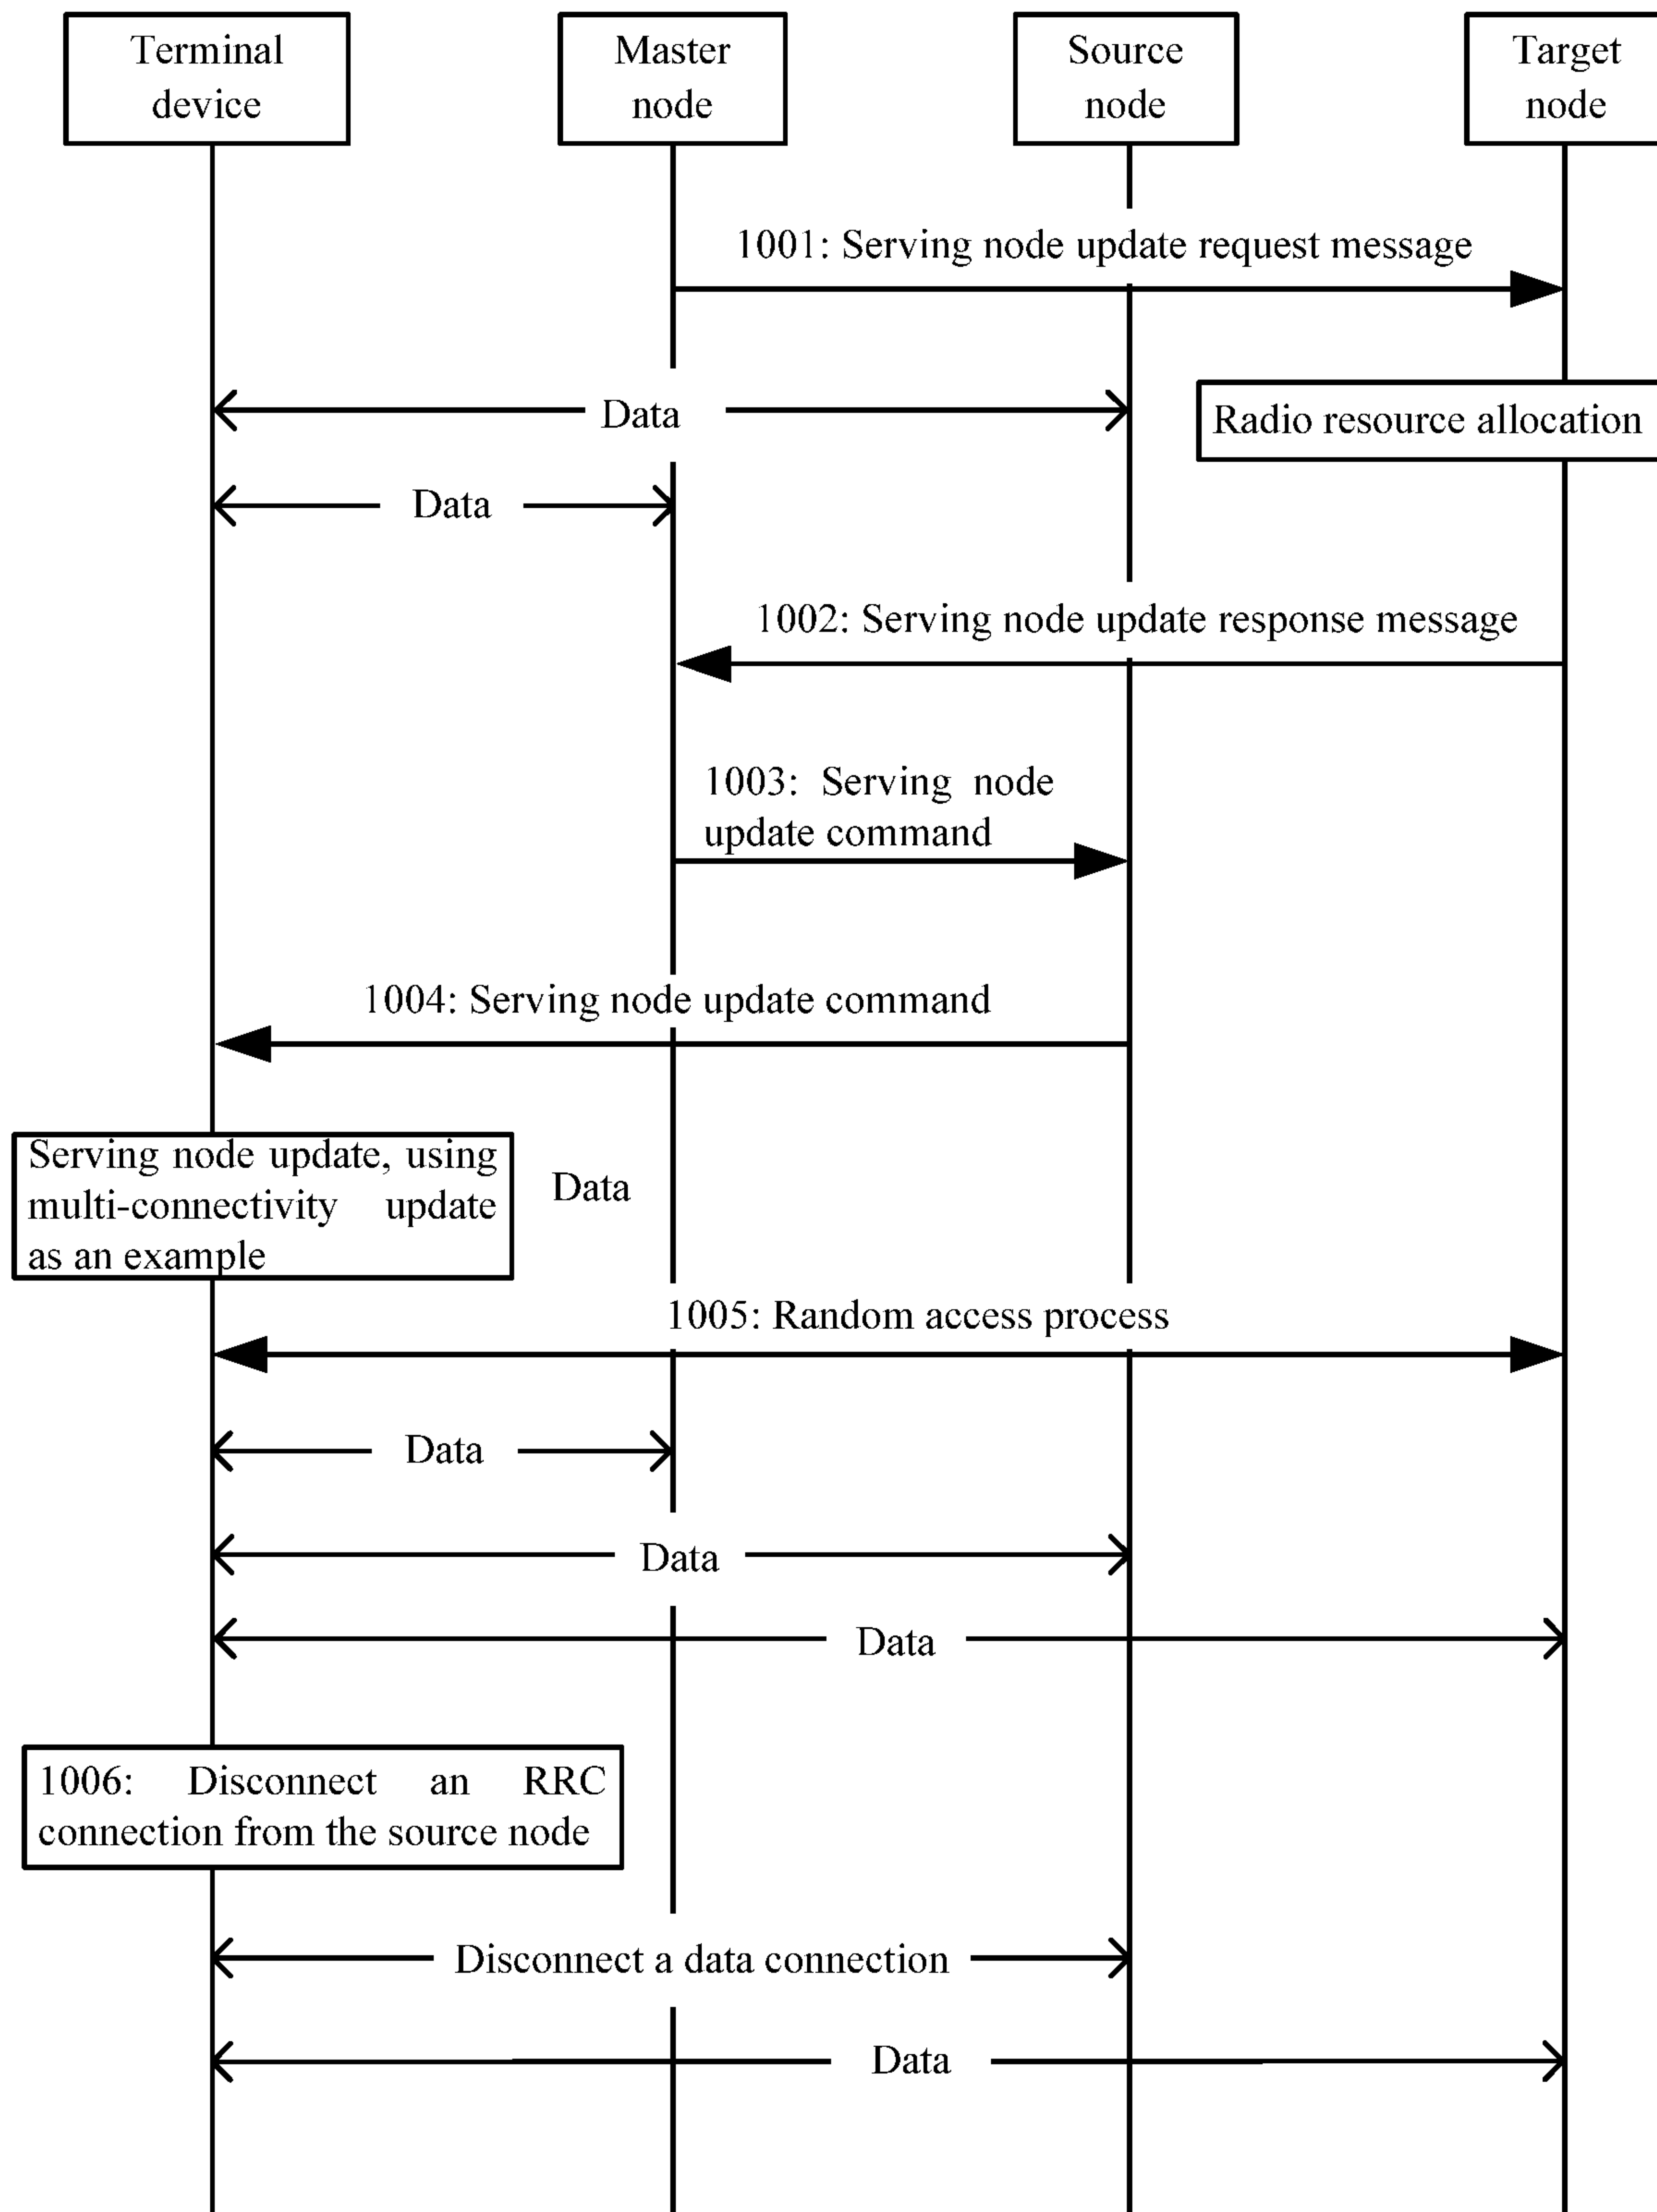 Terminal
device
Master
node
Source
node
Target
node
1001: Serving node update request message
Data
Radio resource allocation
Data
1002: Serving node update response message
1003: Serving node
update command
1004: Serving node update command
Serving node update, using
multi-connectivity update
as an example
Data
1005: Random access process
Data
Data
Data
1006: Disconnect an RRC
connection from the source node
Disconnect a data connection
Data